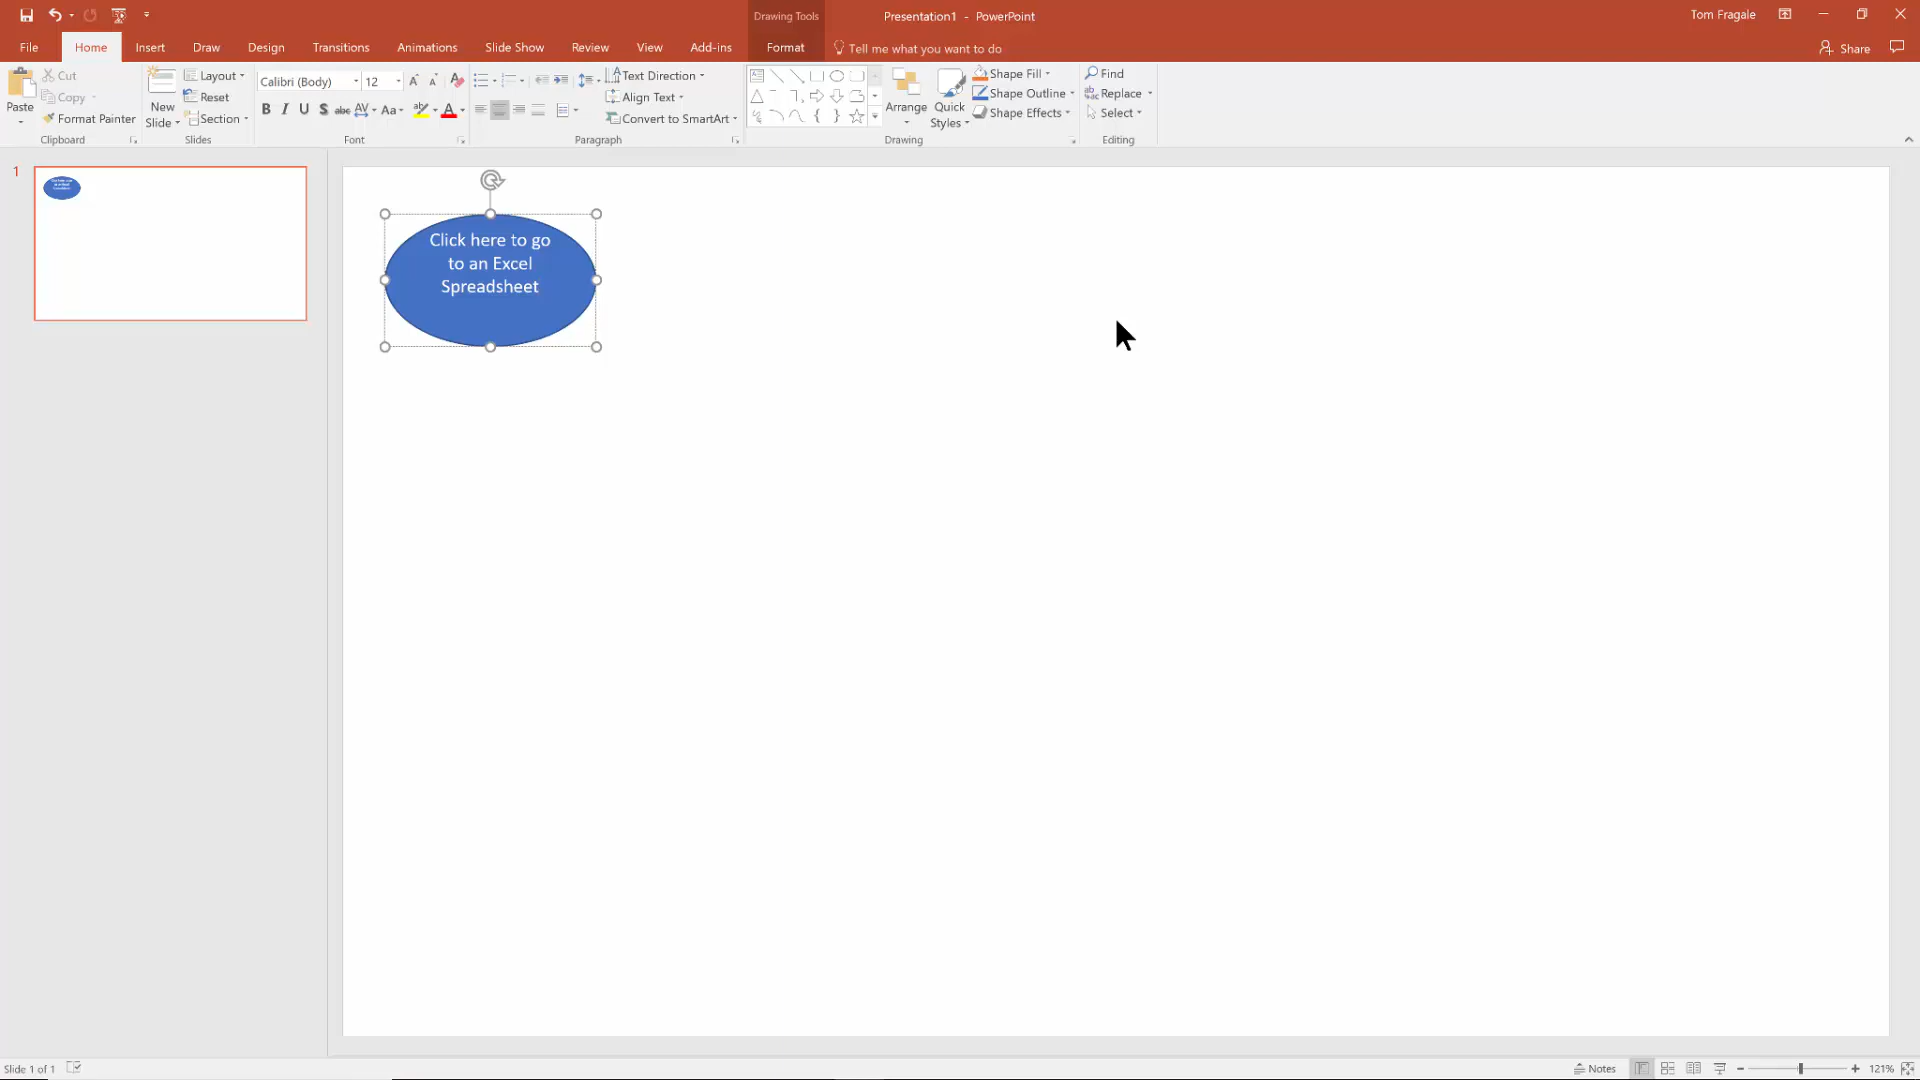 Drawing Tools
Presentation1 - PowerPoint
Tom Fragale
File Home Insert Draw Design Transitions Animations Slide Show Review View Add-ins Format Tell me what you want to do Share
Paste
Cut
Copy
Format Painter
Clipboard
New Slide
Layout
Reset
Section
Slides
Calibri (Body) 12
B I U S abc AV Aa A
Font
Text Direction
Align Text
Convert to SmartArt
Paragraph
Arrange
Quick Styles
Shape Fill
Shape Outline
Shape Effects
Drawing
Find
Replace
Select
Editing
1
Click here to go
to an Excel
Spreadsheet
Slide 1 of 1
Notes
121%